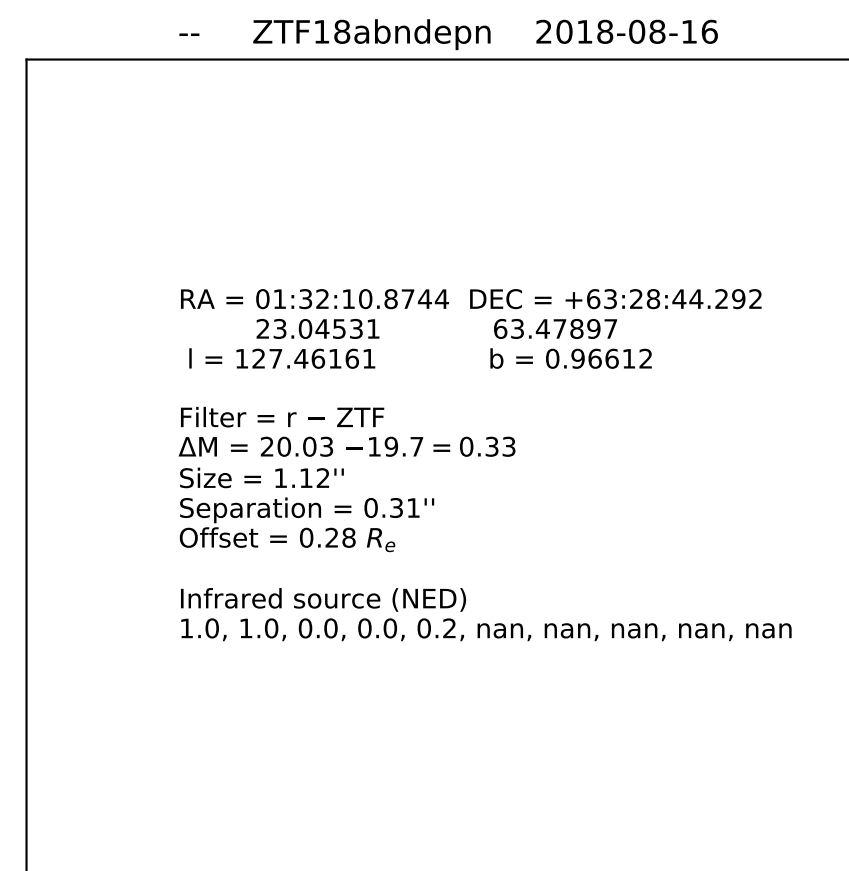 -- ZTF18abndepn 2018-08-16
RA = 01:32:10.8744 DEC = +63:28:44.292
23.04531 63.47897
l = 127.46161 b = 0.96612
Filter = r − ZTF
ΔM = 20.03 −19.7 = 0.33
Size = 1.12''
Separation = 0.31''
Offset = 0.28 Re
Infrared source (NED)
1.0, 1.0, 0.0, 0.0, 0.2, nan, nan, nan, nan, nan